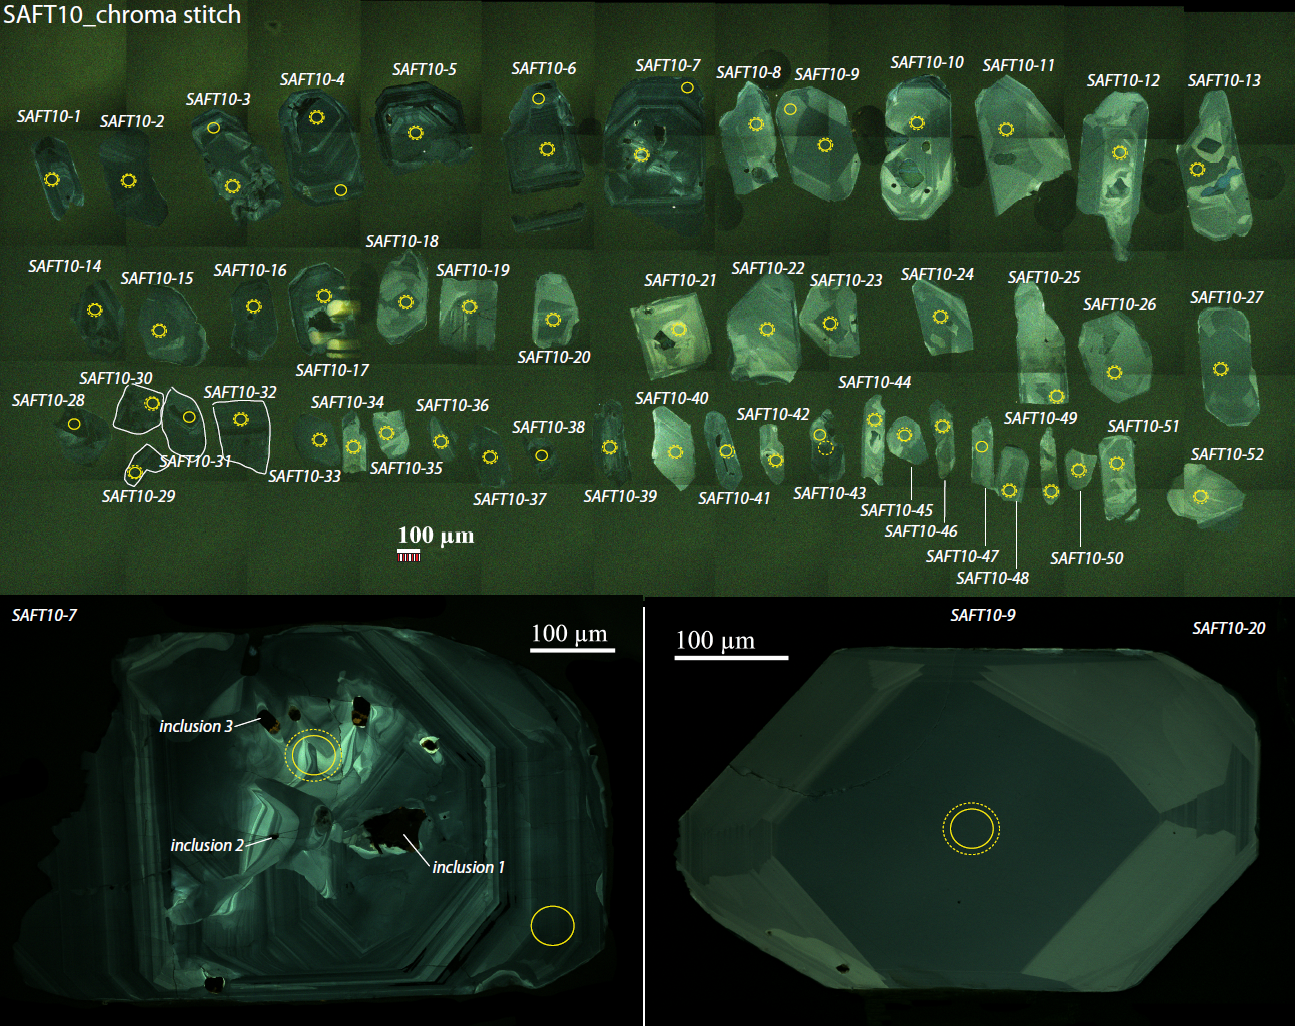 SAFT10_chroma stitch
SAFT10-1
SAFT10-2
SAFT10-3
SAFT10-4
SAFT10-5
SAFT10-6
SAFT10-7
SAFT10-8
SAFT10-9
SAFT10-10
SAFT10-11
SAFT10-12
SAFT10-13
SAFT10-14
SAFT10-15
SAFT10-16
SAFT10-17
SAFT10-18
SAFT10-19
SAFT10-20
SAFT10-21
SAFT10-22
SAFT10-23
SAFT10-24
SAFT10-25
SAFT10-26
SAFT10-27
SAFT10-28
SAFT10-29
SAFT10-30
SAFT10-31
SAFT10-32
SAFT10-33
SAFT10-34
SAFT10-35
SAFT10-36
SAFT10-37
SAFT10-38
SAFT10-39
SAFT10-40
SAFT10-41
SAFT10-42
SAFT10-43
SAFT10-44
SAFT10-45
SAFT10-46
SAFT10-47
SAFT10-48
SAFT10-49
SAFT10-50
SAFT10-51
SAFT10-52
100 µm
SAFT10-7
100 µm
inclusion 3
inclusion 2
inclusion 1
SAFT10-9
SAFT10-20
100 µm